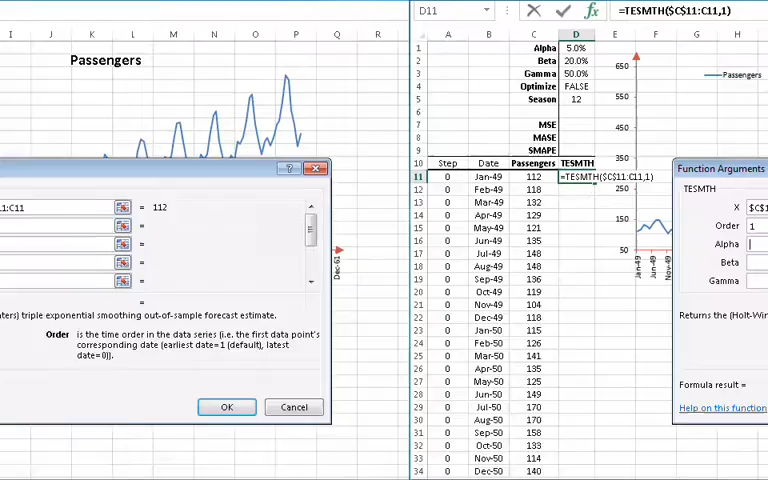 I J K L M N O P Q R
Passengers
Dec-61
? X
11:C11 = 112
=
=
=
=
=
ters) triple exponential smoothing out-of-sample forecast estimate.
Order is the time order in the data series (i.e. the first data point's
corresponding date (earliest date=1 (default), latest
date=0)).
OK Cancel
D11 fx =TESMTH($C$11:C11,1)
A B C D E F G H
1 Alpha 5.0%
2 Beta 20.0%
3 Gamma 50.0%
4 Optimize FALSE
5 Season 12
6
7 MSE
8 MASE
9 SMAPE
10 Step Date Passengers TESMTH
11 0 Jan-49 112 =TESMTH($C$11:C11,1)
12 0 Feb-49 118
13 0 Mar-49 132
14 0 Apr-49 129
15 0 May-49 121
16 0 Jun-49 135
17 0 Jul-49 148
18 0 Aug-49 148
19 0 Sep-49 136
20 0 Oct-49 119
21 0 Nov-49 104
22 0 Dec-49 118
23 0 Jan-50 115
24 0 Feb-50 126
25 0 Mar-50 141
26 0 Apr-50 135
27 0 May-50 125
28 0 Jun-50 149
29 0 Jul-50 170
30 0 Aug-50 170
31 0 Sep-50 158
32 0 Oct-50 133
33 0 Nov-50 114
34 0 Dec-50 140
650
550
450
350
250
150
50
Passengers
Jan-49
Jun-49
Nov-49
Function Arguments
TESMTH
X $C$1
Order 1
Alpha
Beta
Gamma
Returns the (Holt-Win
Formula result =
Help on this function